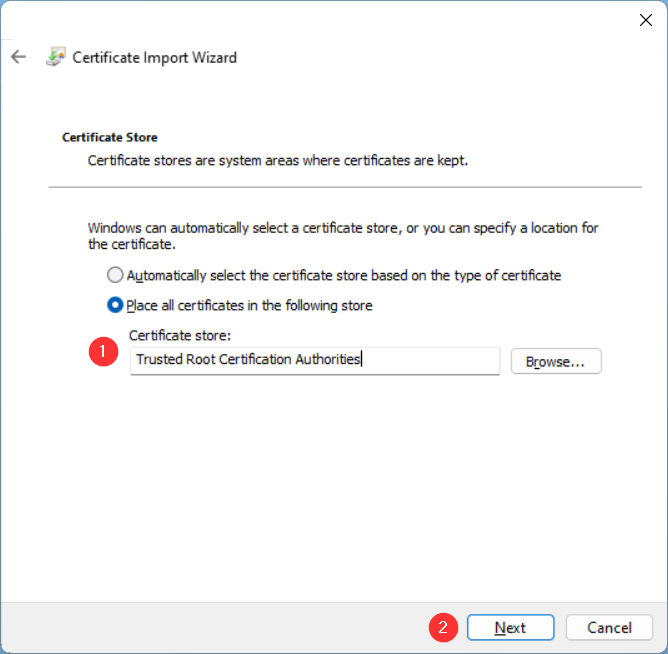 Certificate Import Wizard
Certificate Store
Certificate stores are system areas where certificates are kept.
Windows can automatically select a certificate store, or you can specify a location for
the certificate.
Automatically select the certificate store based on the type of certificate
Place all certificates in the following store
Certificate store:
1
Trusted Root Certification Authorities
Browse...
2
Next
Cancel